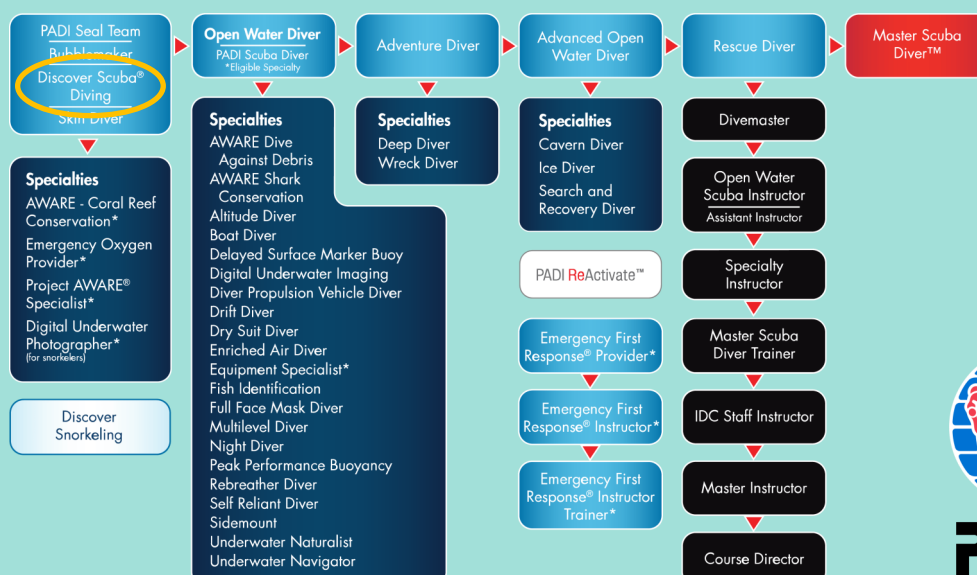 PADI Seal Team
Bubblemaker
Discover Scuba®
Diving
Skin Diver
Open Water Diver
PADI Scuba Diver
*Eligible Specialty
Adventure Diver
Advanced Open
Water Diver
Rescue Diver
Master Scuba
Diver™
Specialties
AWARE - Coral Reef
Conservation*
Emergency Oxygen
Provider*
Project AWARE®
Specialist*
Digital Underwater
Photographer*
(for snorkelers)
Discover
Snorkeling
Specialties
AWARE Dive
Against Debris
AWARE Shark
Conservation
Altitude Diver
Boat Diver
Delayed Surface Marker Buoy
Digital Underwater Imaging
Diver Propulsion Vehicle Diver
Drift Diver
Dry Suit Diver
Enriched Air Diver
Equipment Specialist*
Fish Identification
Full Face Mask Diver
Multilevel Diver
Night Diver
Peak Performance Buoyancy
Rebreather Diver
Self Reliant Diver
Sidemount
Underwater Naturalist
Underwater Navigator
Specialties
Deep Diver
Wreck Diver
Specialties
Cavern Diver
Ice Diver
Search and
Recovery Diver
PADI ReActivate™
Emergency First
Response® Provider*
Emergency First
Response® Instructor*
Emergency First
Response® Instructor
Trainer*
Divemaster
Open Water
Scuba Instructor
Assistant Instructor
Specialty
Instructor
Master Scuba
Diver Trainer
IDC Staff Instructor
Master Instructor
Course Director